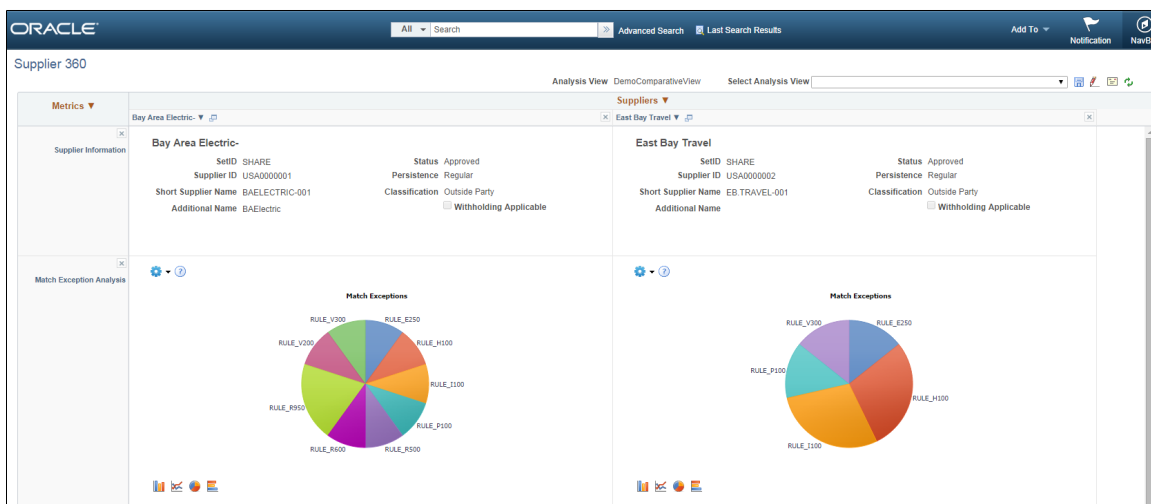 ORACLE
All Search Advanced Search Last Search Results Add To Notification NavB
Supplier 360
Analysis View DemoComparativeView Select Analysis View
Metrics Suppliers
Bay Area Electric- East Bay Travel
Supplier Information
Bay Area Electric-
SetID SHARE Status Approved
Supplier ID USA0000001 Persistence Regular
Short Supplier Name BAELECTRIC-001 Classification Outside Party
Additional Name BAElectric Withholding Applicable
East Bay Travel
SetID SHARE Status Approved
Supplier ID USA0000002 Persistence Regular
Short Supplier Name EB.TRAVEL-001 Classification Outside Party
Additional Name Withholding Applicable
Match Exception Analysis
Match Exceptions
RULE_V300 RULE_E250
RULE_V200 RULE_H100
RULE_I100
RULE_R950 RULE_P100
RULE_R600 RULE_R500
Match Exceptions
RULE_V300 RULE_E250
RULE_P100
RULE_H100
RULE_I100